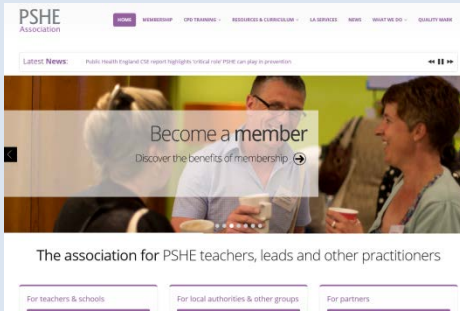 PSHE
Association
HOME MEMBERSHIP CPD TRAINING RESOURCES & CURRICULUM LA SERVICES NEWS WHAT WE DO QUALITY MARK
Latest News: Public Health England CSE report highlights 'critical role' PSHE can play in prevention
Become a member
Discover the benefits of membership
The association for PSHE teachers, leads and other practitioners
For teachers & schools For local authorities & other groups For partners